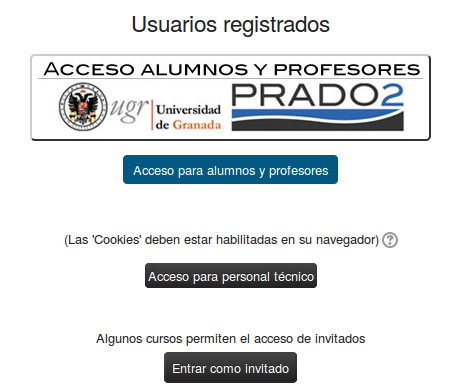 Usuarios registrados
ACCESO ALUMNOS Y PROFESORES
ugr Universidad de Granada PRADO2
Acceso para alumnos y profesores
(Las 'Cookies' deben estar habilitadas en su navegador) ?
Acceso para personal técnico
Algunos cursos permiten el acceso de invitados
Entrar como invitado